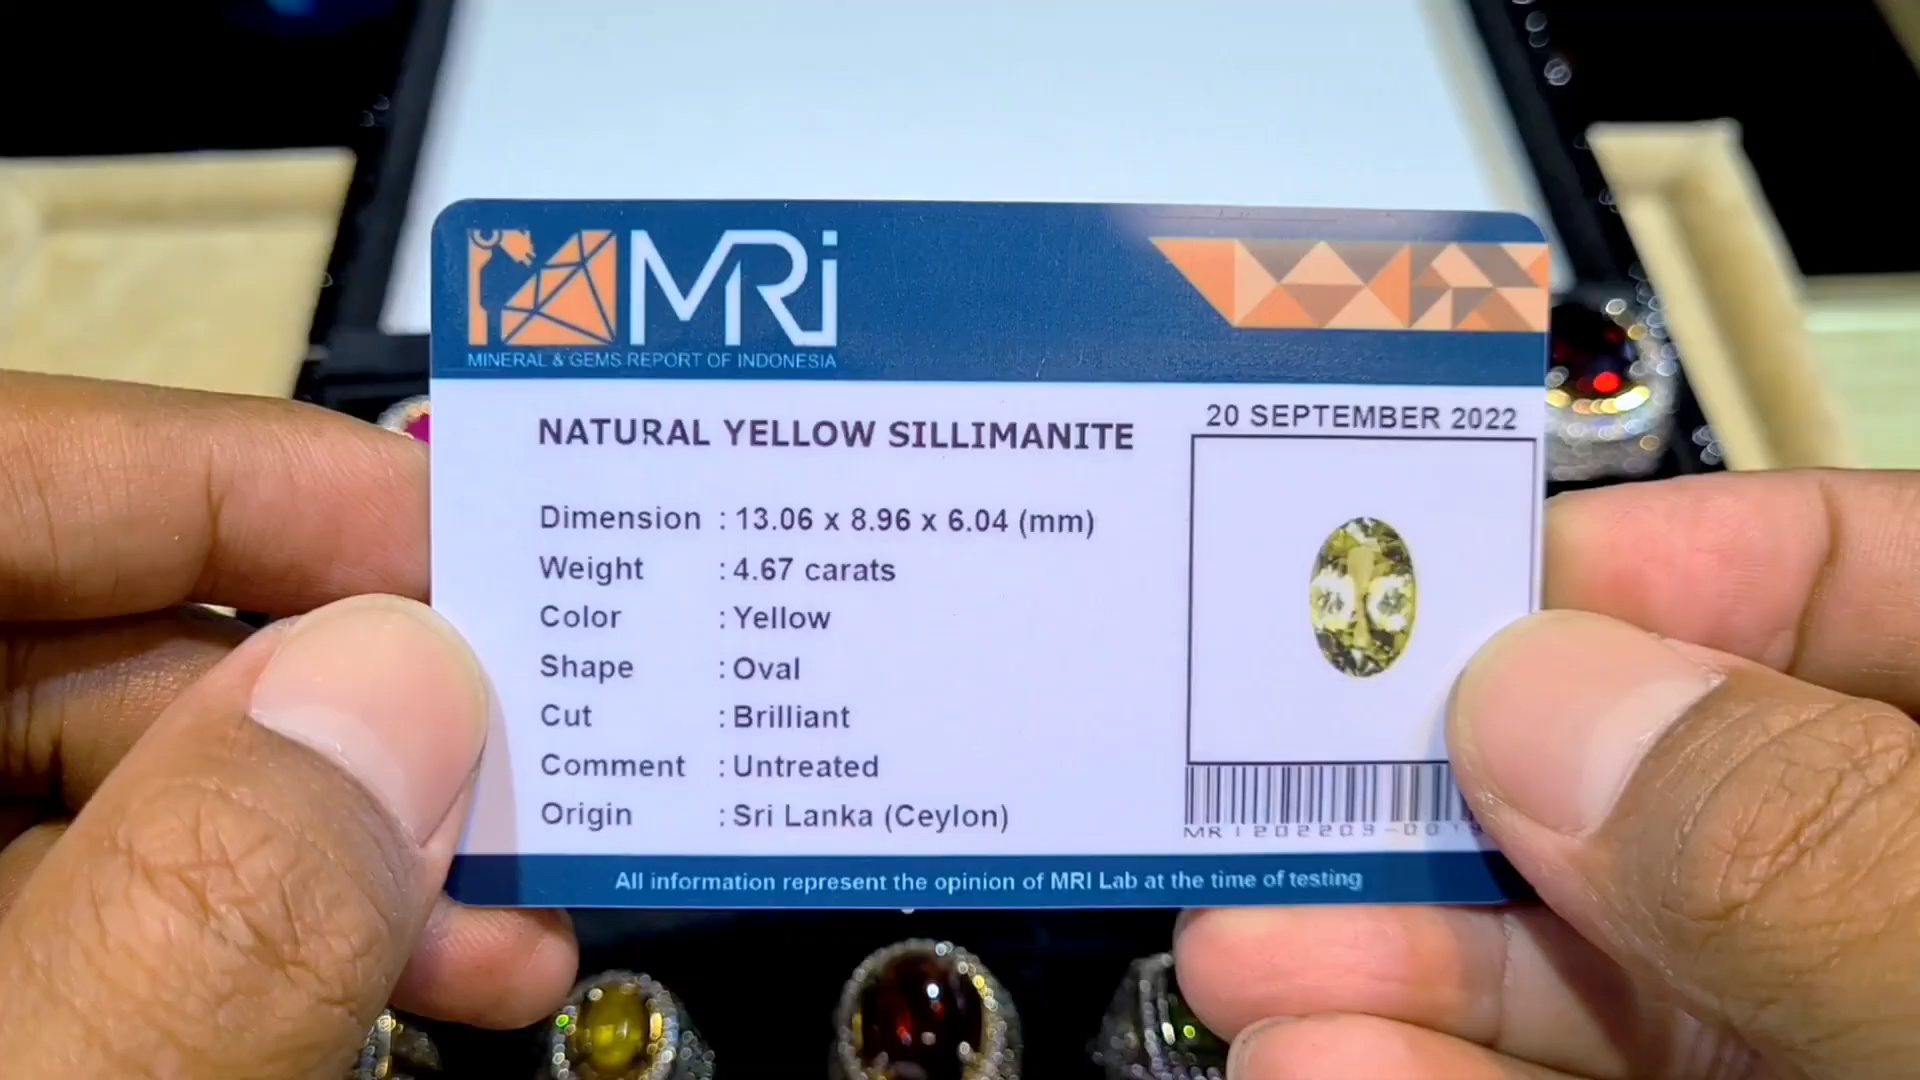 MRi
MINERAL & GEMS REPORT OF INDONESIA
20 SEPTEMBER 2022
NATURAL YELLOW SILLIMANITE
Dimension : 13.06 x 8.96 x 6.04 (mm)
Weight : 4.67 carats
Color : Yellow
Shape : Oval
Cut : Brilliant
Comment : Untreated
Origin : Sri Lanka (Ceylon)
All information represent the opinion of MRI Lab at the time of testing